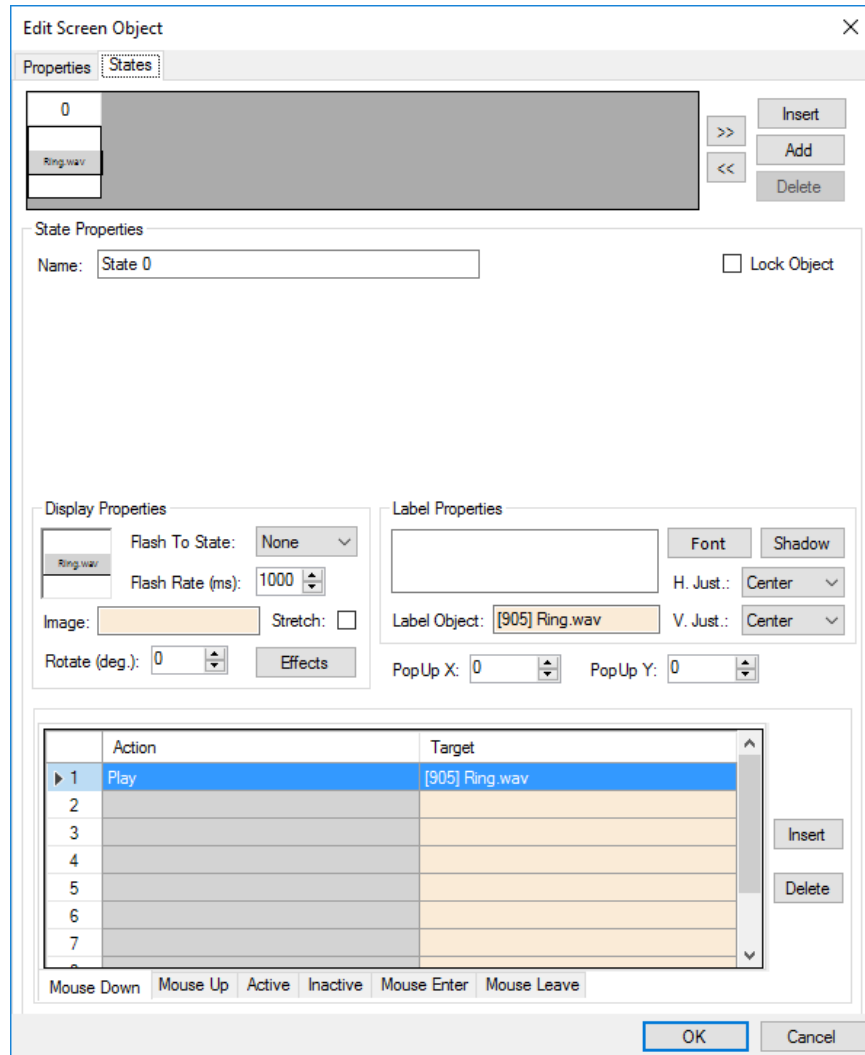 Edit Screen Object
Properties States
0
Ring.wav
>>
<<
Insert
Add
Delete
State Properties
Name: State 0
Lock Object
Display Properties
Ring.wav
Flash To State: None
Flash Rate (ms): 1000
Image:
Stretch:
Rotate (deg.): 0
Effects
Label Properties
Font
Shadow
H. Just.: Center
Label Object: [905] Ring.wav
V. Just.: Center
PopUp X: 0
PopUp Y: 0
Action Target
1 Play [905] Ring.wav
2
3
4
5
6
7
Insert
Delete
Mouse Down Mouse Up Active Inactive Mouse Enter Mouse Leave
OK
Cancel